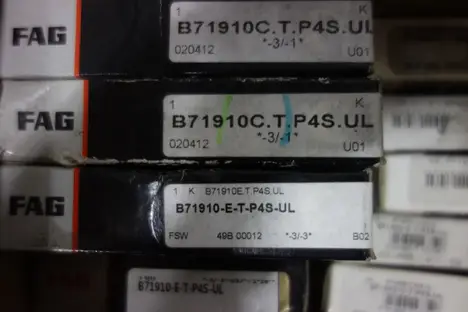 FAG
1 K
B71910C.T.P4S.UL
020412 *-3/-1* U01
FAG
1 K
B71910C.T.P4S.UL
020412 *-3/-1* U01
FAG
1 K B71910E.T.P4S.UL
B71910-E-T-P4S-UL
FSW 49B 00012 *-3/-3* B02
B71910-E-T-P4S-UL